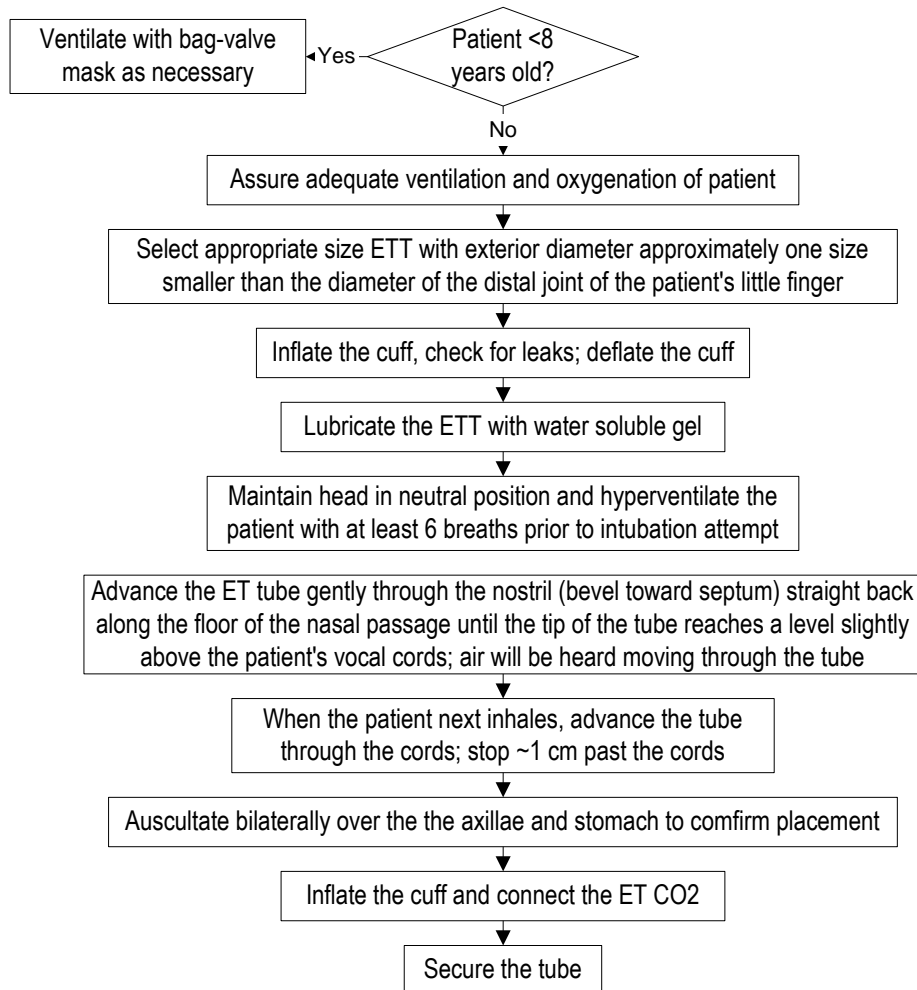 Patient <8
years old?
Yes
Ventilate with bag-valve
mask as necessary
No
Assure adequate ventilation and oxygenation of patient
Select appropriate size ETT with exterior diameter approximately one size
smaller than the diameter of the distal joint of the patient's little finger
Inflate the cuff, check for leaks; deflate the cuff
Lubricate the ETT with water soluble gel
Maintain head in neutral position and hyperventilate the
patient with at least 6 breaths prior to intubation attempt
Advance the ET tube gently through the nostril (bevel toward septum) straight back
along the floor of the nasal passage until the tip of the tube reaches a level slightly
above the patient's vocal cords; air will be heard moving through the tube
When the patient next inhales, advance the tube
through the cords; stop ~1 cm past the cords
Auscultate bilaterally over the the axillae and stomach to comfirm placement
Inflate the cuff and connect the ET CO2
Secure the tube